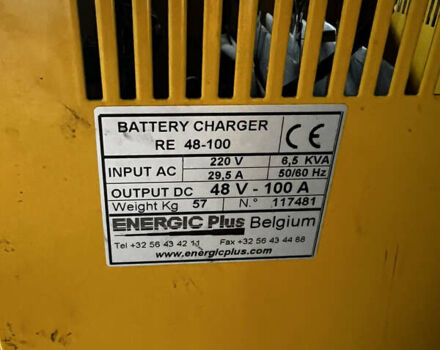 BATTERY CHARGER
RE 48-100
CE
INPUT AC 220 V 6,5 KVA
29,5 A 50/60 Hz
OUTPUT DC 48 V - 100 A
Weight Kg 57 N.° 117481
ENERGIC Plus Belgium
Tel +32 56 43 42 11 Fax +32 56 43 44 88
www.energicplus.com